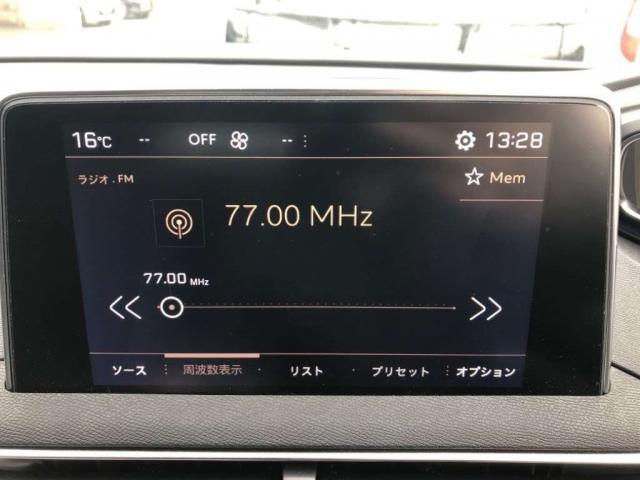 16°C -- OFF -- 13:28
ラジオ . FM
Mem
77.00 MHz
77.00 MHz
ソース 周波数表示 リスト プリセット オプション